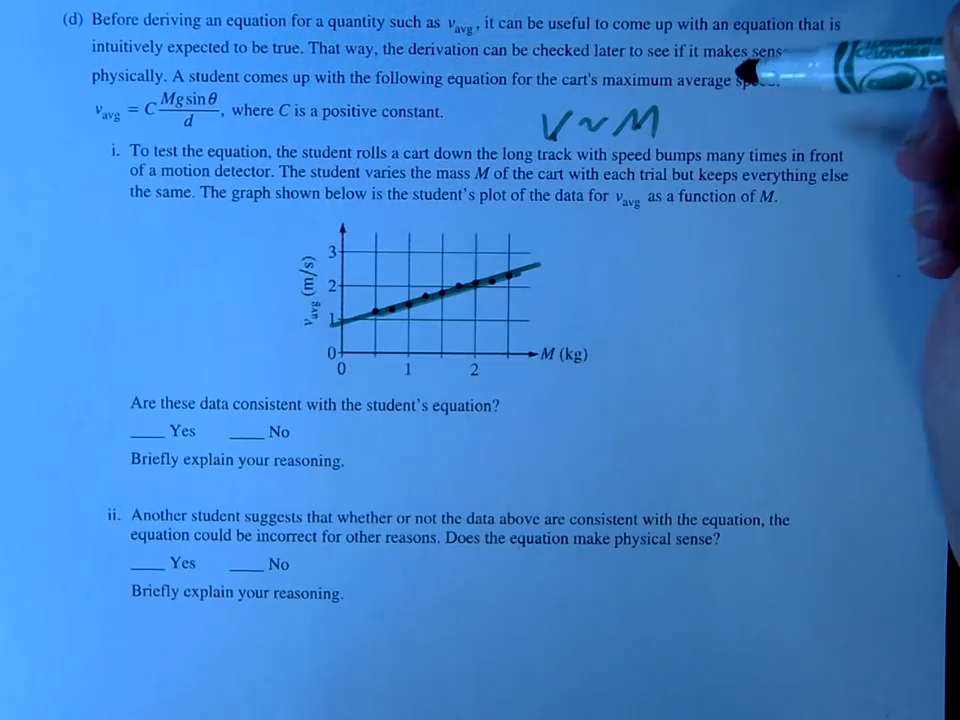 (d) Before deriving an equation for a quantity such as v_avg, it can be useful to come up with an equation that is
intuitively expected to be true. That way, the derivation can be checked later to see if it makes
physically. A student comes up with the following equation for the cart's maximum average
v_avg = C Mg sin θ / d, where C is a positive constant.
V ~ M
i. To test the equation, the student rolls a cart down the long track with speed bumps many times in front
of a motion detector. The student varies the mass M of the cart with each trial but keeps everything else
the same. The graph shown below is the student's plot of the data for v_avg as a function of M.
v_avg (m/s)
3
2
1
0
0 1 2
M (kg)
Are these data consistent with the student's equation?
____ Yes ____ No
Briefly explain your reasoning.
ii. Another student suggests that whether or not the data above are consistent with the equation, the
equation could be incorrect for other reasons. Does the equation make physical sense?
____ Yes ____ No
Briefly explain your reasoning.